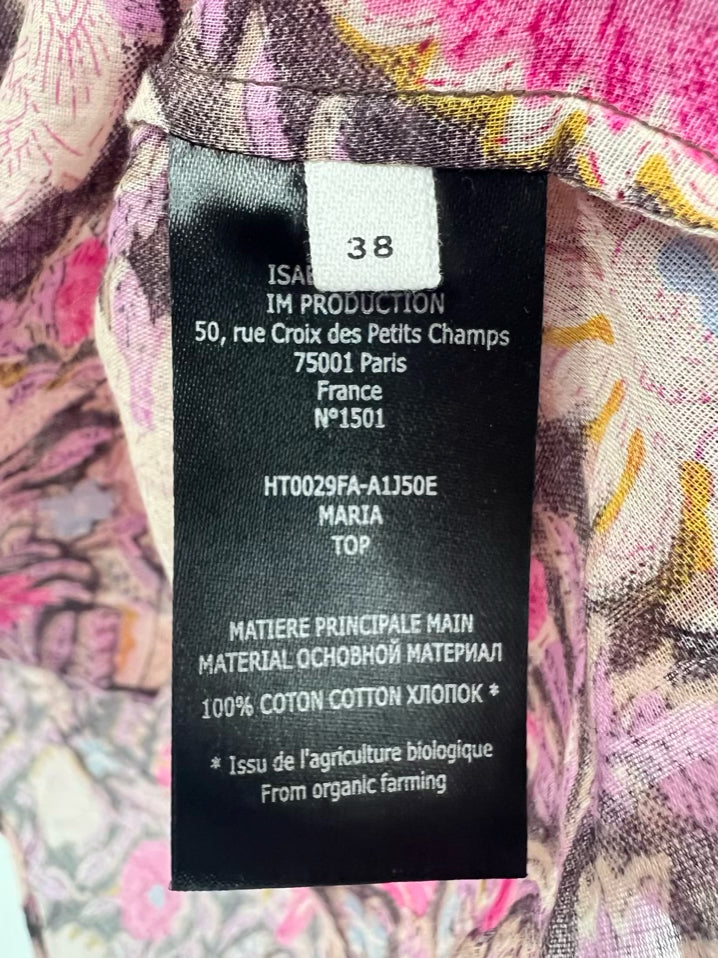 38
ISA
IM PRODUCTION
50, rue Croix des Petits Champs
75001 Paris
France
N°1501
HT0029FA-A1J50E
MARIA
TOP
MATIERE PRINCIPALE MAIN
MATERIAL ОСНОВНОЙ МАТЕРИАЛ
100% COTON COTTON ХЛОПОК *
* Issu de l'agriculture biologique
From organic farming